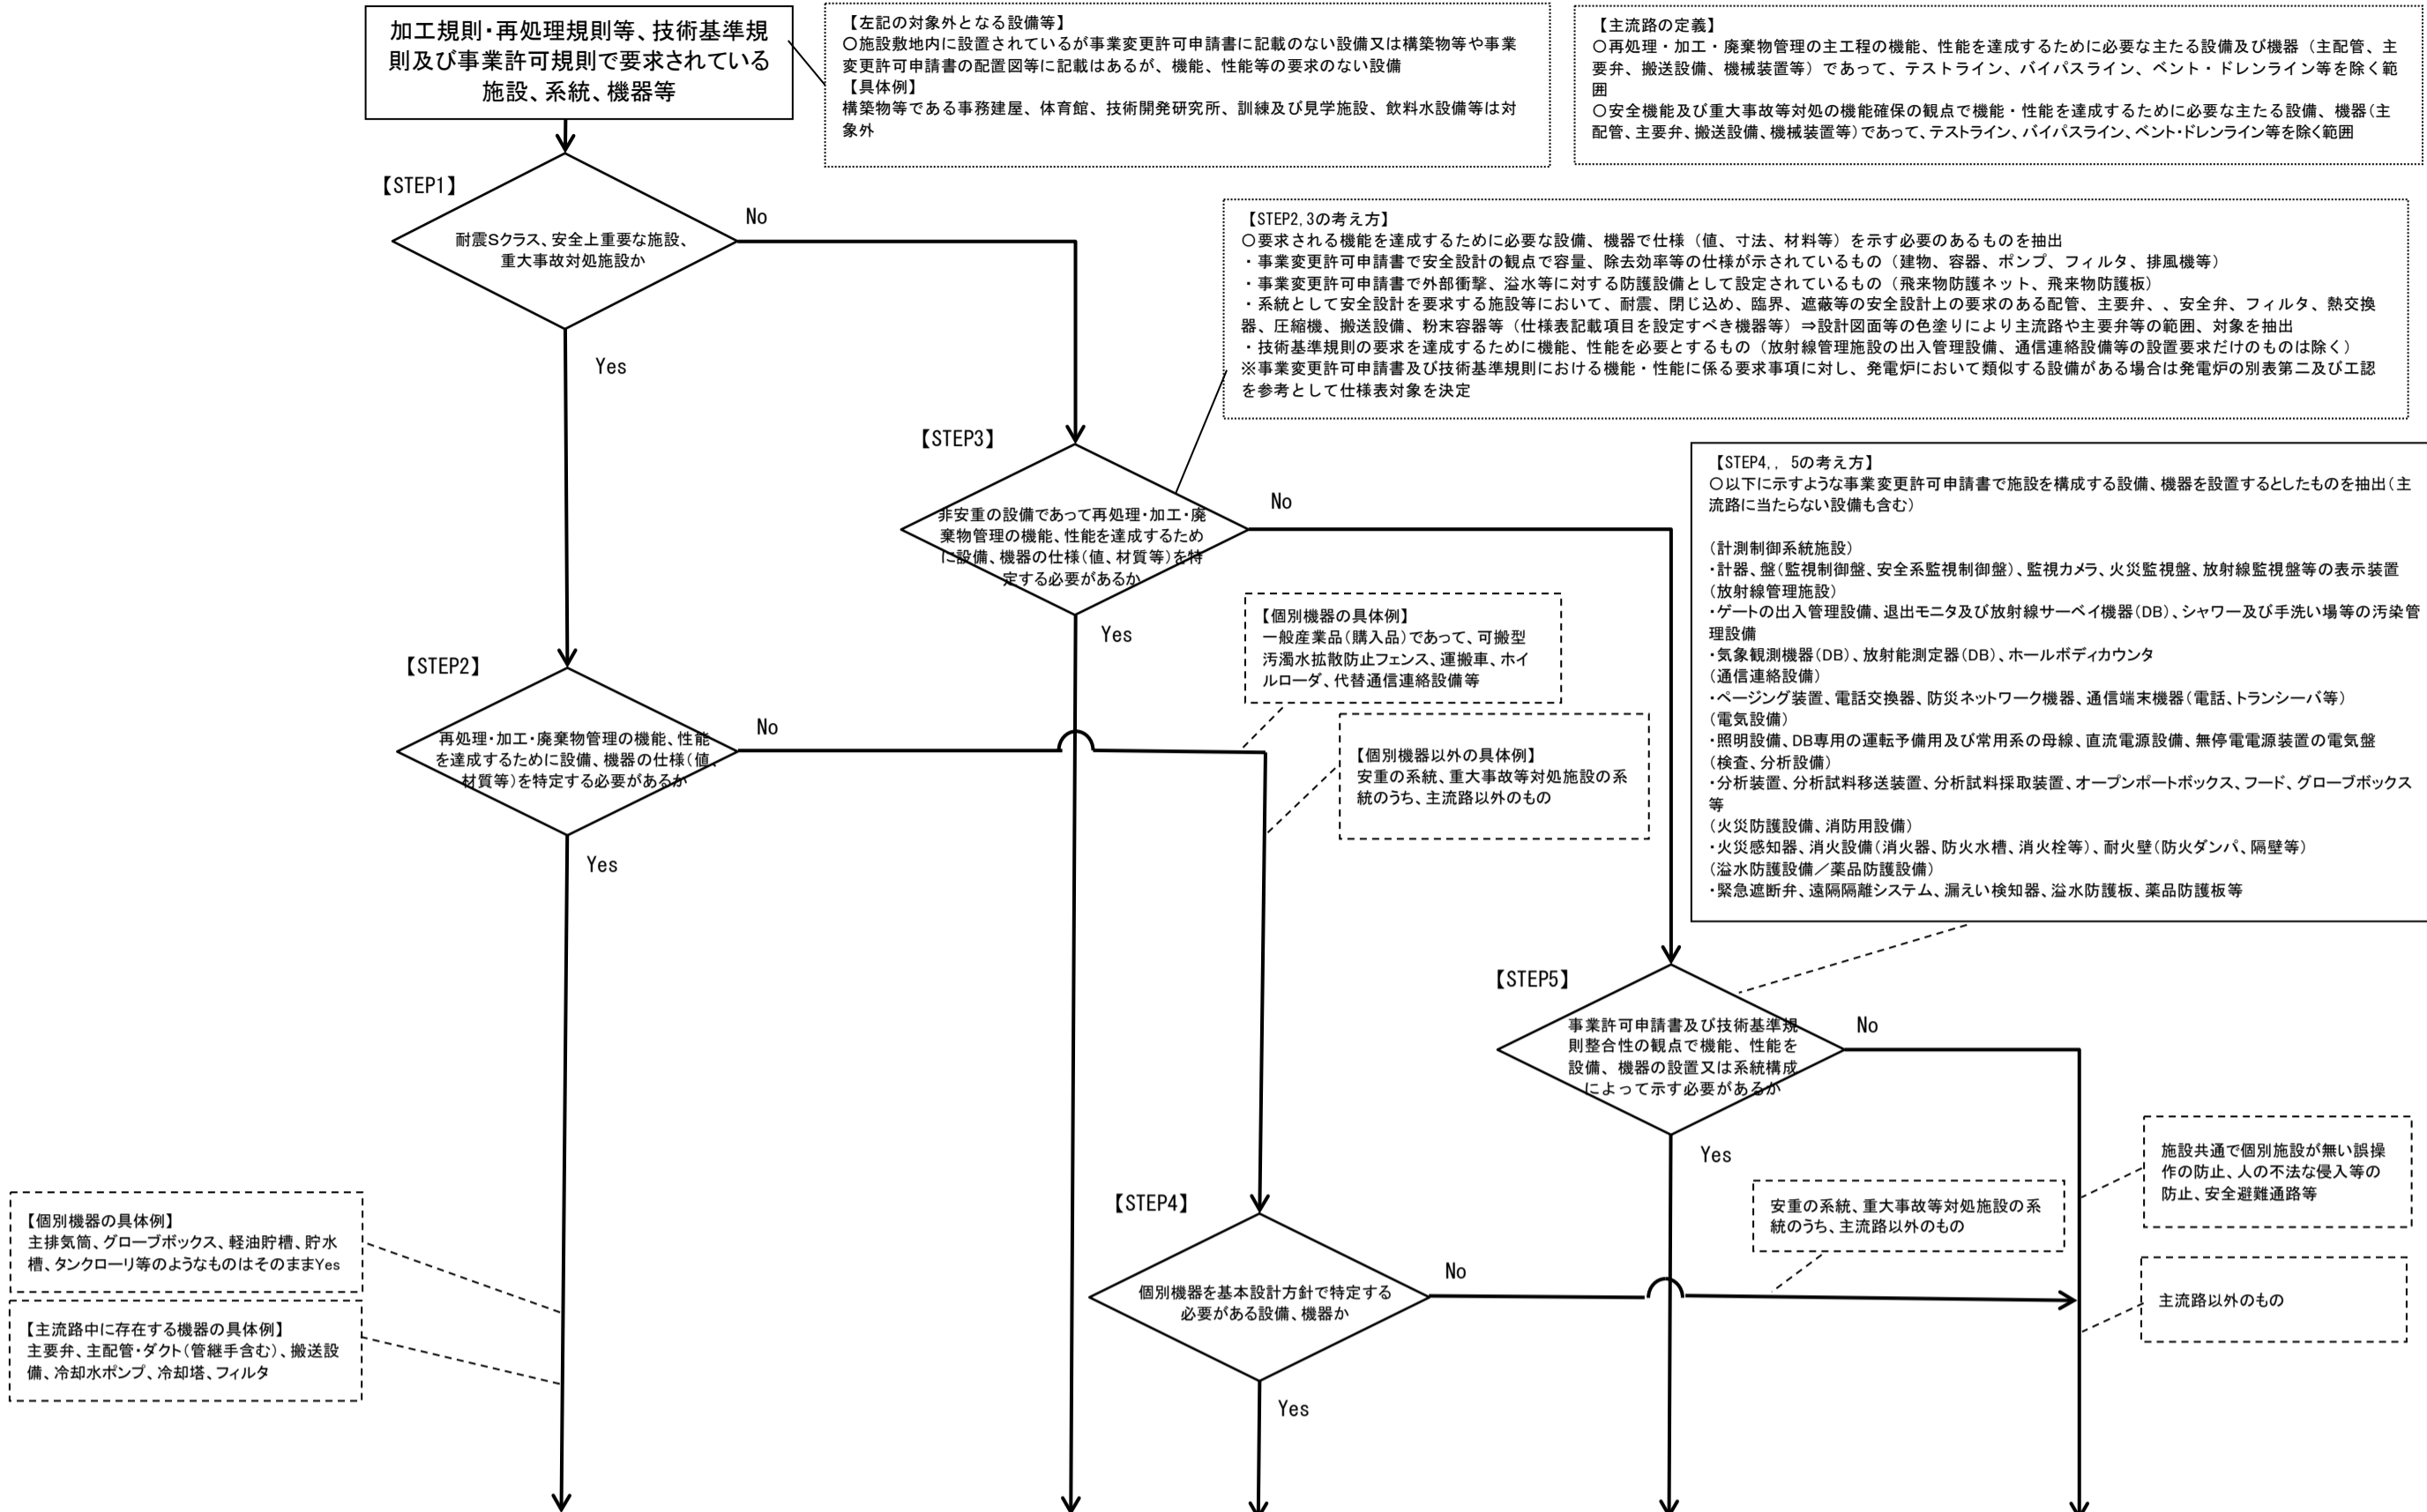 加工規則・再処理規則等、技術基準規
則及び事業許可規則で要求されている
施設、系統、機器等
【左記の対象外となる設備等】
○施設敷地内に設置されているが事業変更許可申請書に記載のない設備又は構築物等や事業
変更許可申請書の配置図等に記載はあるが、機能、性能等の要求のない設備
【具体例】
構築物等である事務建屋、体育館、技術開発研究所、訓練及び見学施設、飲料水設備等は対
象外
【主流路の定義】
○再処理・加工・廃棄物管理の主工程の機能、性能を達成するために必要な主たる設備及び機器（主配管、主
要弁、搬送設備、機械装置等）であって、テストライン、バイパスライン、ベント・ドレンライン等を除く範
囲
○安全機能及び重大事故等対処の機能確保の観点で機能・性能を達成するために必要な主たる設備、機器(主
配管、主要弁、搬送設備、機械装置等)であって、テストライン、バイパスライン、ベント・ドレンライン等を除く範囲
【STEP1】
耐震Sクラス、安全上重要な施設、
重大事故対処施設か
No
Yes
【STEP2,3の考え方】
○要求される機能を達成するために必要な設備、機器で仕様（値、寸法、材料等）を示す必要のあるものを抽出
・事業変更許可申請書で安全設計の観点で容量、除去効率等の仕様が示されているもの（建物、容器、ポンプ、フィルタ、排風機等）
・事業変更許可申請書で外部衝撃、溢水等に対する防護設備として設定されているもの（飛来物防護ネット、飛来物防護板）
・系統として安全設計を要求する施設等において、耐震、閉じ込め、臨界、遮蔽等の安全設計上の要求のある配管、主要弁、、安全弁、フィルタ、熱交換
器、圧縮機、搬送設備、粉末容器等（仕様表記載項目を設定すべき機器等）⇒設計図面等の色塗りにより主流路や主要弁等の範囲、対象を抽出
・技術基準規則の要求を達成するために機能、性能を必要とするもの（放射線管理施設の出入管理設備、通信連絡設備等の設置要求だけのものは除く）
※事業変更許可申請書及び技術基準規則における機能・性能に係る要求事項に対し、発電炉において類似する設備がある場合は発電炉の別表第二及び工認
を参考として仕様表対象を決定
【STEP3】
非安重の設備であって再処理・加工・廃
棄物管理の機能、性能を達成するため
に設備、機器の仕様(値、材質等)を特
定する必要があるか
No
Yes
【STEP4,, 5の考え方】
○以下に示すような事業変更許可申請書で施設を構成する設備、機器を設置するとしたものを抽出(主
流路に当たらない設備も含む)
(計測制御系統施設)
・計器、盤(監視制御盤、安全系監視制御盤)、監視カメラ、火災監視盤、放射線監視盤等の表示装置
(放射線管理施設)
・ゲートの出入管理設備、退出モニタ及び放射線サーベイ機器(DB)、シャワー及び手洗い場等の汚染管
理設備
・気象観測機器(DB)、放射能測定器(DB)、ホールボディカウンタ
(通信連絡設備)
・ページング装置、電話交換器、防災ネットワーク機器、通信端末機器(電話、トランシーバ等)
(電気設備)
・照明設備、DB専用の運転予備用及び常用系の母線、直流電源設備、無停電電源装置の電気盤
(検査、分析設備)
・分析装置、分析試料移送装置、分析試料採取装置、オープンポートボックス、フード、グローブボックス
等
(火災防護設備、消防用設備)
・火災感知器、消火設備(消火器、防火水槽、消火栓等)、耐火壁(防火ダンパ、隔壁等)
(溢水防護設備／薬品防護設備)
・緊急遮断弁、遠隔隔離システム、漏えい検知器、溢水防護板、薬品防護板等
【個別機器の具体例】
一般産業品(購入品)であって、可搬型
汚濁水拡散防止フェンス、運搬車、ホイ
ルローダ、代替通信連絡設備等
【STEP2】
再処理・加工・廃棄物管理の機能、性能
を達成するために設備、機器の仕様(値、
材質等)を特定する必要があるか
No
Yes
【個別機器以外の具体例】
安重の系統、重大事故等対処施設の系
統のうち、主流路以外のもの
【STEP5】
事業許可申請書及び技術基準規
則整合性の観点で機能、性能を
設備、機器の設置又は系統構成
によって示す必要があるか
No
Yes
施設共通で個別施設が無い誤操
作の防止、人の不法な侵入等の
防止、安全避難通路等
安重の系統、重大事故等対処施設の系
統のうち、主流路以外のもの
【STEP4】
個別機器を基本設計方針で特定する
必要がある設備、機器か
No
Yes
主流路以外のもの
【個別機器の具体例】
主排気筒、グローブボックス、軽油貯槽、貯水
槽、タンクローリ等のようなものはそのままYes
【主流路中に存在する機器の具体例】
主要弁、主配管・ダクト(管継手含む)、搬送設
備、冷却水ポンプ、冷却塔、フィルタ